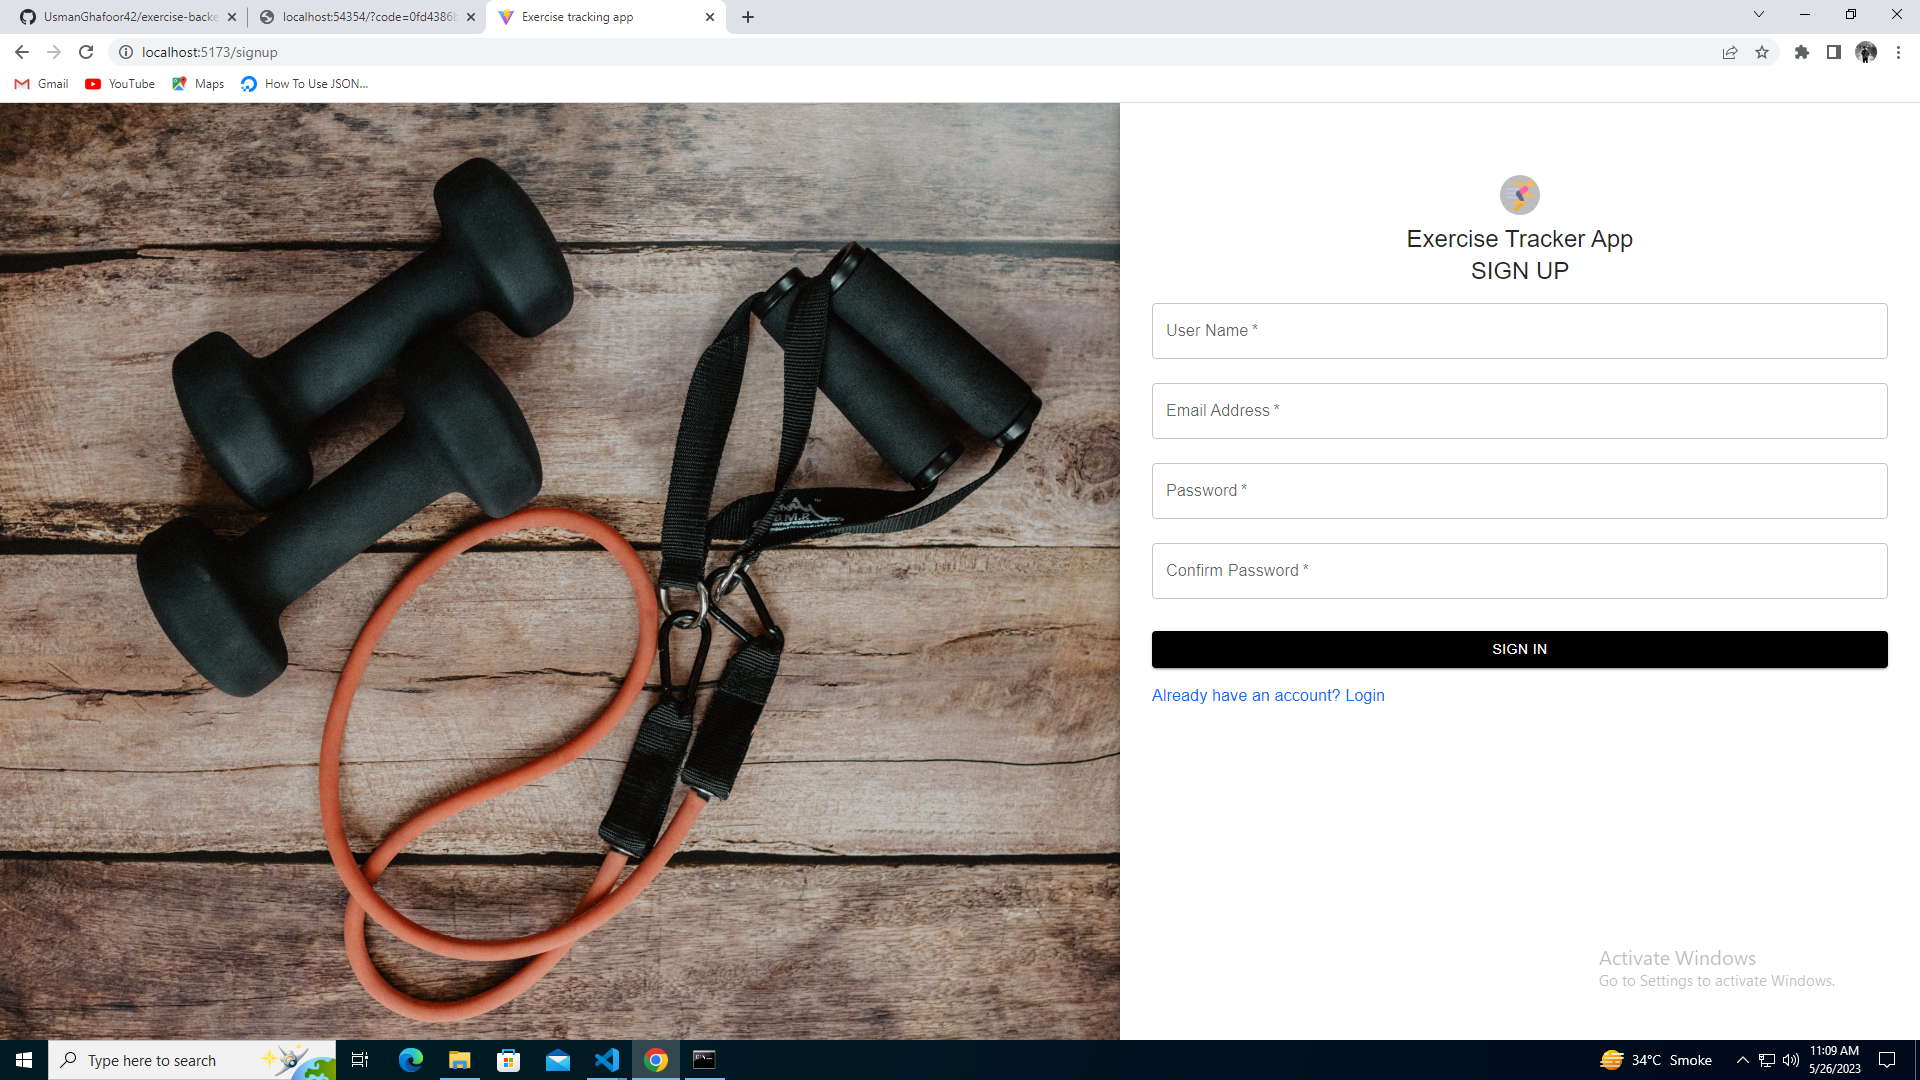 UsmanGhafoor42/exercise-backe
localhost:54354/?code=0fd4386b
Exercise tracking app
localhost:5173/signup
Gmail
YouTube
Maps
How To Use JSON...
Exercise Tracker App
SIGN UP
User Name *
Email Address *
Password *
Confirm Password *
SIGN IN
Already have an account? Login
B.M.R
Activate Windows
Go to Settings to activate Windows.
Type here to search
34°C Smoke
11:09 AM
5/26/2023